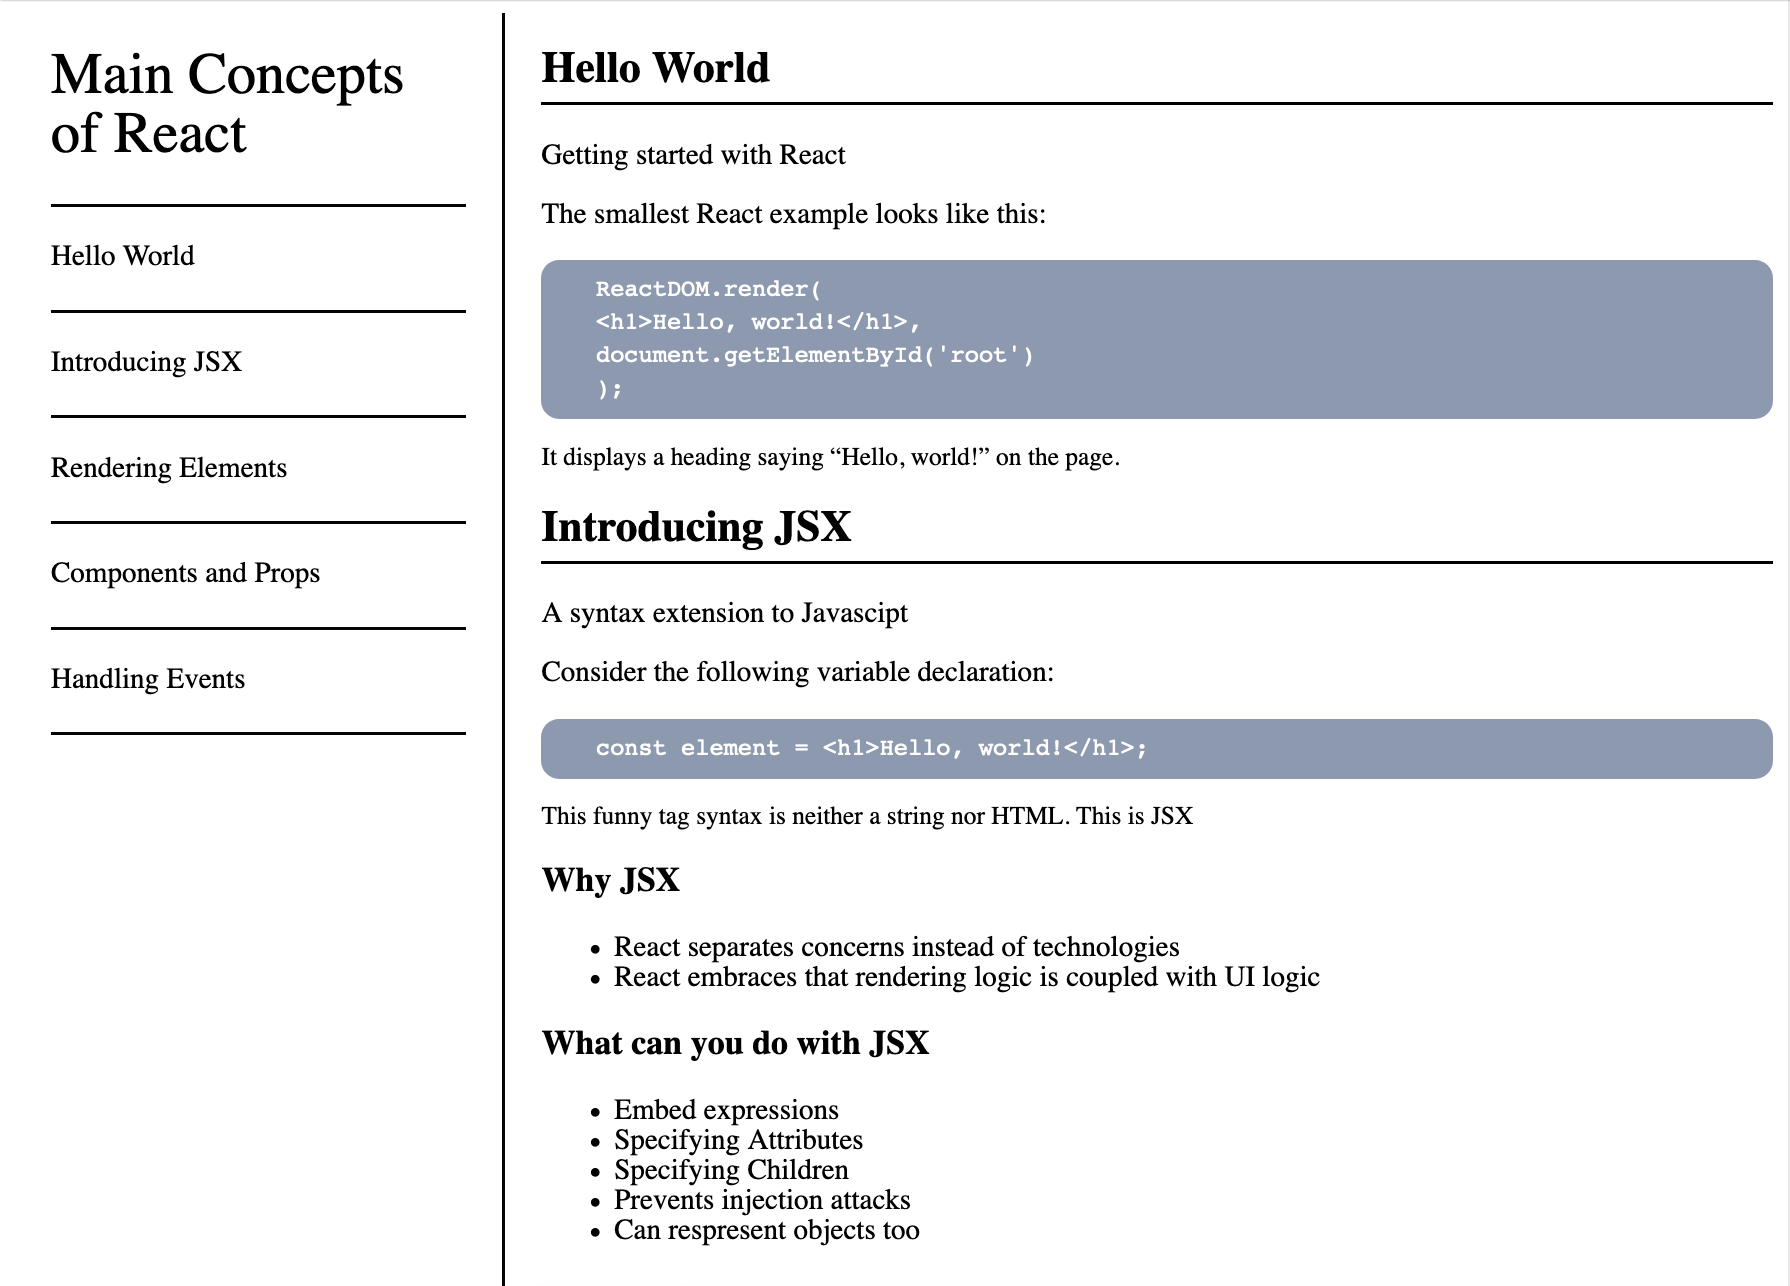 Main Concepts
of React
Hello World
Introducing JSX
Rendering Elements
Components and Props
Handling Events
Hello World
Getting started with React
The smallest React example looks like this:
ReactDOM.render(
<h1>Hello, world!</h1>,
document.getElementById('root')
);
It displays a heading saying “Hello, world!” on the page.
Introducing JSX
A syntax extension to Javascipt
Consider the following variable declaration:
const element = <h1>Hello, world!</h1>;
This funny tag syntax is neither a string nor HTML. This is JSX
Why JSX
• React separates concerns instead of technologies
• React embraces that rendering logic is coupled with UI logic
What can you do with JSX
• Embed expressions
• Specifying Attributes
• Specifying Children
• Prevents injection attacks
• Can respresent objects too